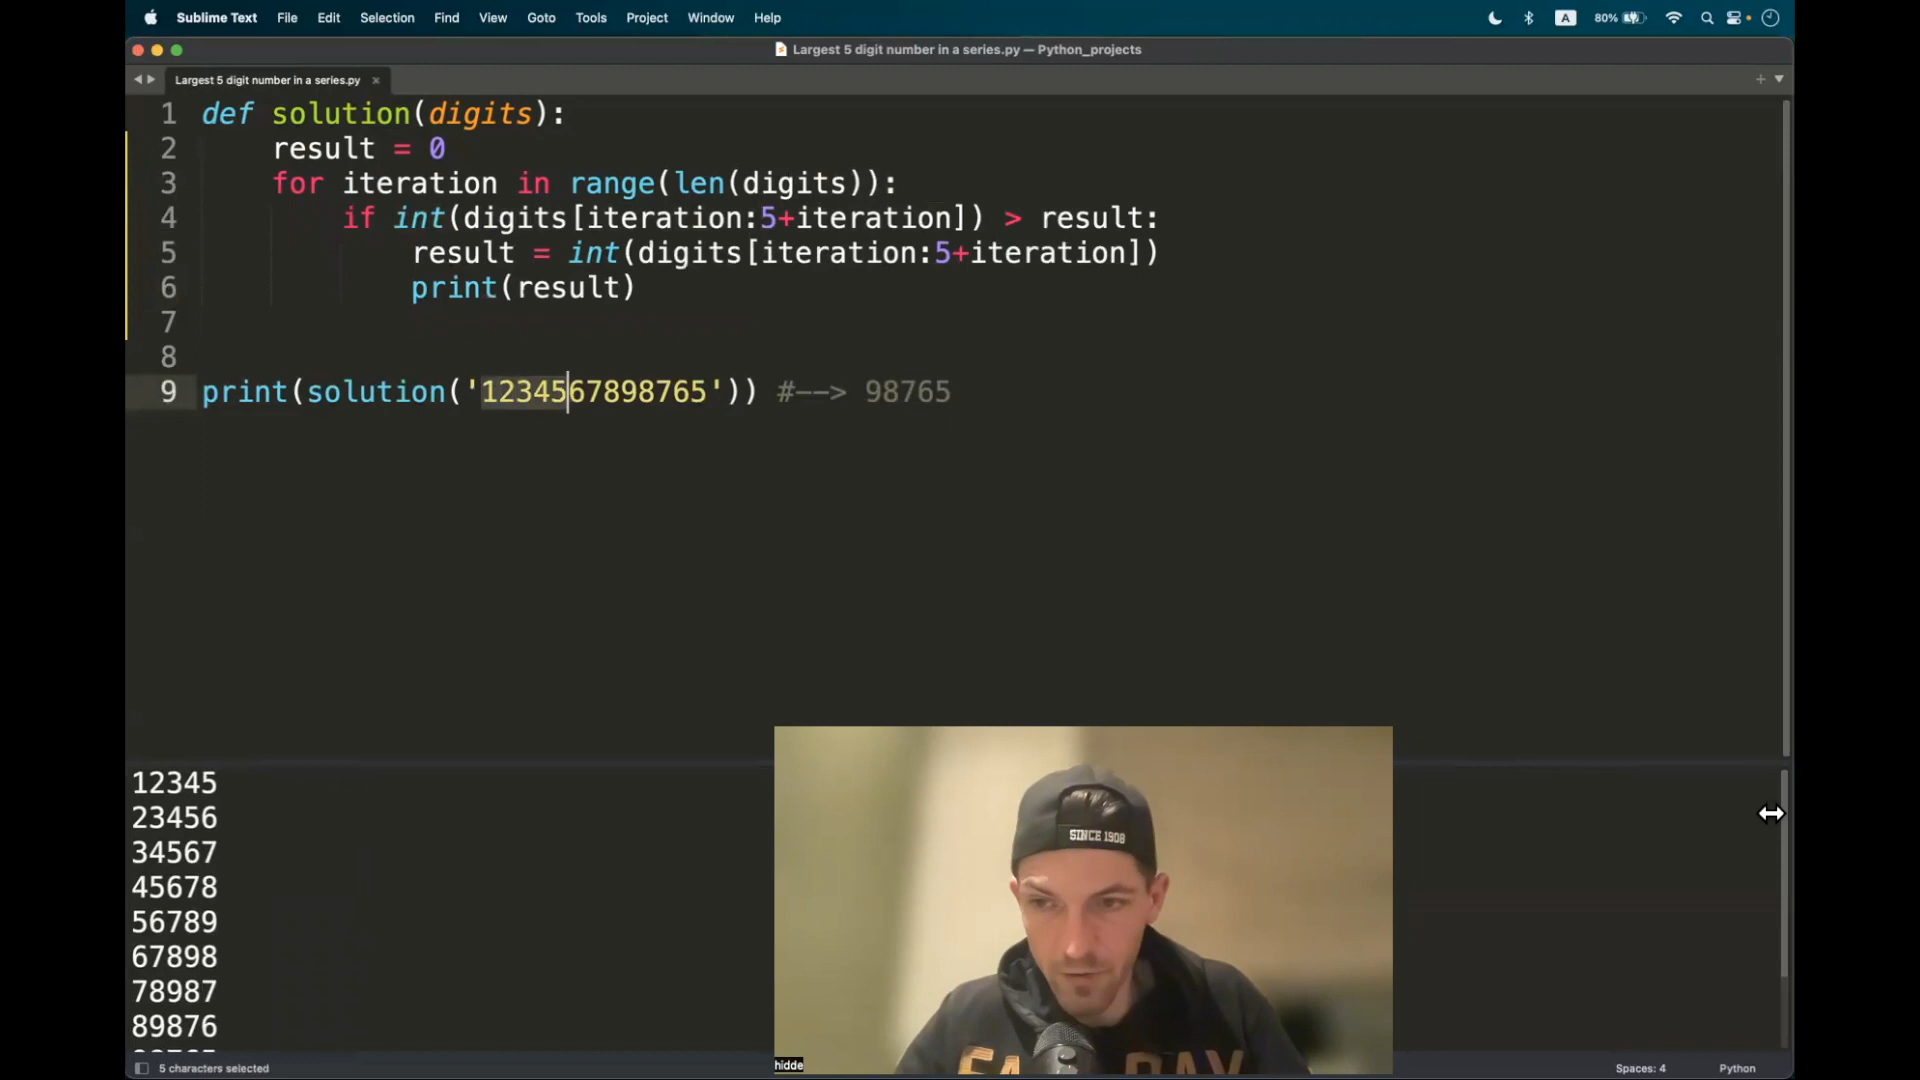 Sublime Text File Edit Selection Find View Goto Tools Project Window Help A 80%
Largest 5 digit number in a series.py — Python_projects
Largest 5 digit number in a series.py ×
1 def solution(digits):
2     result = 0
3     for iteration in range(len(digits)):
4         if int(digits[iteration:5+iteration]) > result:
5             result = int(digits[iteration:5+iteration])
6             print(result)
7
8
9 print(solution('1234567898765')) #--> 98765
12345
23456
34567
45678
56789
67898
78987
89876
SINCE 1908
hidde
5 characters selected Spaces: 4 Python